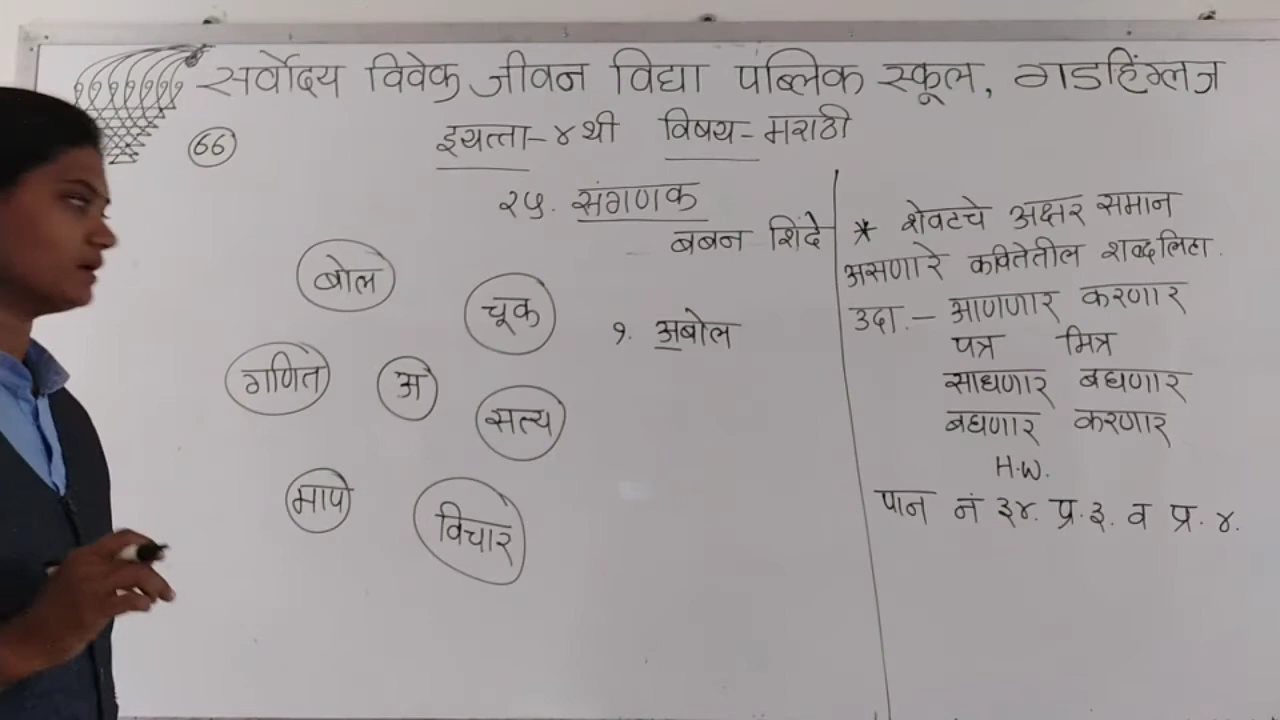 सर्वोदय विवेक जीवन विद्या पब्लिक स्कूल, गडहिंग्लज
66
इयत्ता-४थी विषय-मराठी
२५. संगणक
बबन शिंदे
बोल
चूक
गणित
अ
सत्य
माप
विचार
१. अबोल
* शेवटचे अक्षर समान
असणारे कवितेतील शब्द लिहा.
उदा.- आणणार करणार
पत्र मित्र
साधणार बघणार
बघणार करणार
H.W.
पान नं ३४. प्र.३. व प्र.४.